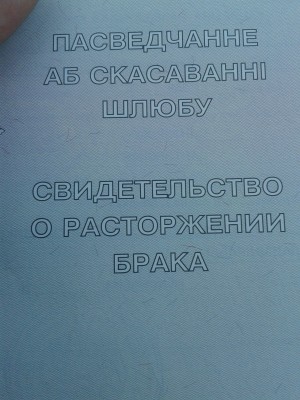 ПАСВЕДЧАННЕ
АБ СКАСАВАННІ
ШЛЮБУ
СВИДЕТЕЛЬСТВО
О РАСТОРЖЕНИИ
БРАКА